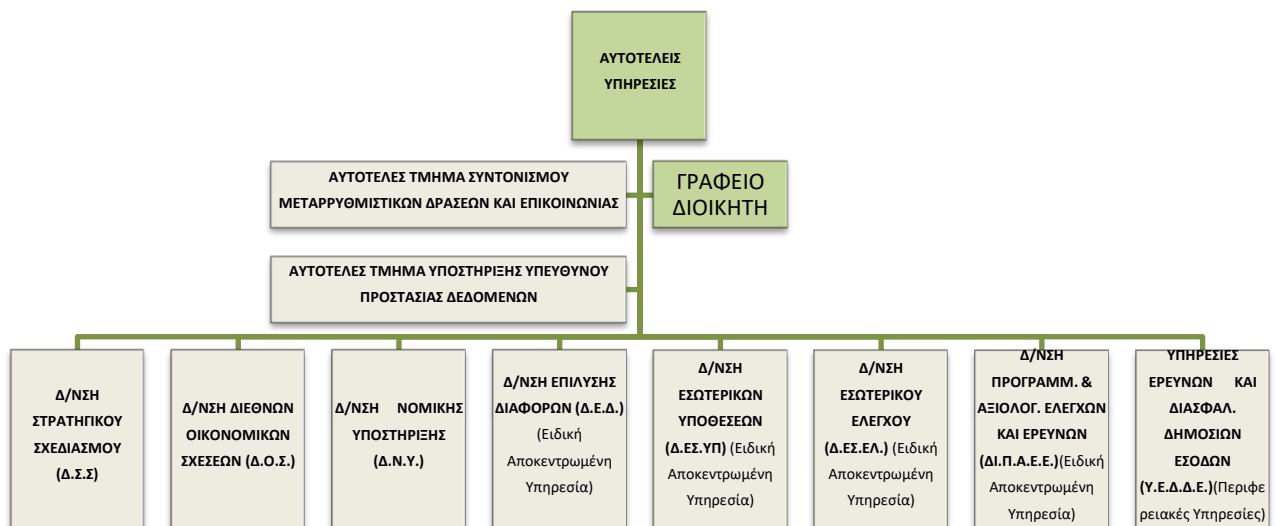 ΑΥΤΟΤΕΛΕΙΣ
ΥΠΗΡΕΣΙΕΣ
ΑΥΤΟΤΕΛΕΣ ΤΜΗΜΑ ΣΥΝΤΟΝΙΣΜΟΥ
ΜΕΤΑΡΡΥΘΜΙΣΤΙΚΩΝ ΔΡΑΣΕΩΝ ΚΑΙ ΕΠΙΚΟΙΝΩΝΙΑΣ
ΓΡΑΦΕΙΟ
ΔΙΟΙΚΗΤΗ
ΑΥΤΟΤΕΛΕΣ ΤΜΗΜΑ ΥΠΟΣΤΗΡΙΞΗΣ ΥΠΕΥΘΥΝΟΥ
ΠΡΟΣΤΑΣΙΑΣ ΔΕΔΟΜΕΝΩΝ
Δ/ΝΣΗ
ΣΤΡΑΤΗΓΙΚΟΥ
ΣΧΕΔΙΑΣΜΟΥ
(Δ.Σ.Σ)
Δ/ΝΣΗ ΔΙΕΘΝΩΝ
ΟΙΚΟΝΟΜΙΚΩΝ
ΣΧΕΣΕΩΝ (Δ.Ο.Σ.)
Δ/ΝΣΗ ΝΟΜΙΚΗΣ
ΥΠΟΣΤΗΡΙΞΗΣ
(Δ.Ν.Υ.)
Δ/ΝΣΗ ΕΠΙΛΥΣΗΣ
ΔΙΑΦΟΡΩΝ (Δ.Ε.Δ.)
(Ειδική
Αποκεντρωμένη
Υπηρεσία)
Δ/ΝΣΗ
ΕΣΩΤΕΡΙΚΩΝ
ΥΠΟΘΕΣΕΩΝ
(Δ.ΕΣ.ΥΠ) (Ειδική
Αποκεντρωμένη
Υπηρεσία)
Δ/ΝΣΗ
ΕΣΩΤΕΡΙΚΟΥ
ΕΛΕΓΧΟΥ
(Δ.ΕΣ.ΕΛ.) (Ειδική
Αποκεντρωμένη
Υπηρεσία)
Δ/ΝΣΗ
ΠΡΟΓΡΑΜΜ. &
ΑΞΙΟΛΟΓ. ΕΛΕΓΧΩΝ
ΚΑΙ ΕΡΕΥΝΩΝ
(ΔΙ.Π.Α.Ε.Ε.)(Ειδική
Αποκεντρωμένη
Υπηρεσία)
ΥΠΗΡΕΣΙΕΣ
ΕΡΕΥΝΩΝ ΚΑΙ
ΔΙΑΣΦΑΛ.
ΔΗΜΟΣΙΩΝ
ΕΣΟΔΩΝ
(Υ.Ε.Δ.Δ.Ε.)(Περιφε
ρειακές Υπηρεσίες)